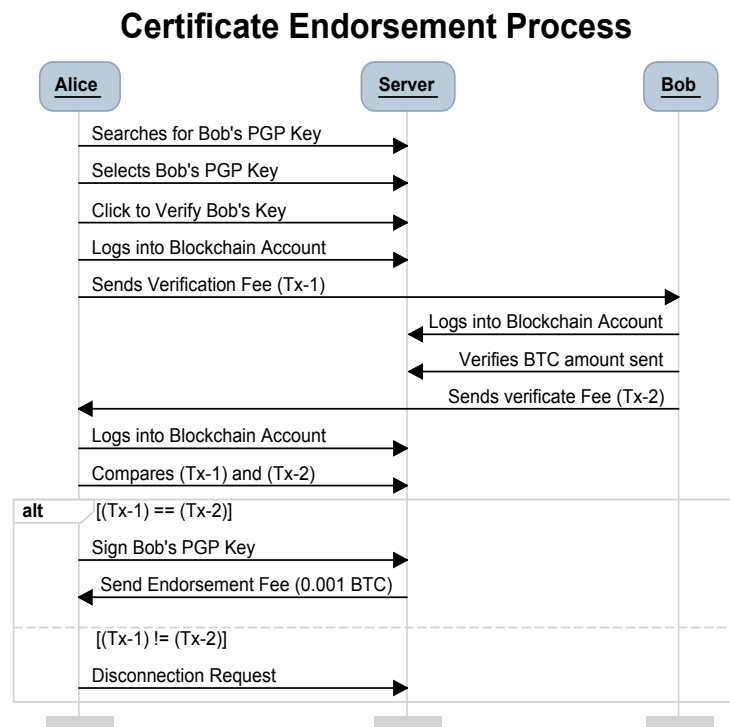 Certificate Endorsement Process
Alice
Server
Bob
Searches for Bob's PGP Key
Selects Bob's PGP Key
Click to Verify Bob's Key
Logs into Blockchain Account
Sends Verification Fee (Tx-1)
Logs into Blockchain Account
Verifies BTC amount sent
Sends verificate Fee (Tx-2)
Logs into Blockchain Account
Compares (Tx-1) and (Tx-2)
alt
[(Tx-1) == (Tx-2)]
Sign Bob's PGP Key
Send Endorsement Fee (0.001 BTC)
[(Tx-1) != (Tx-2)]
Disconnection Request